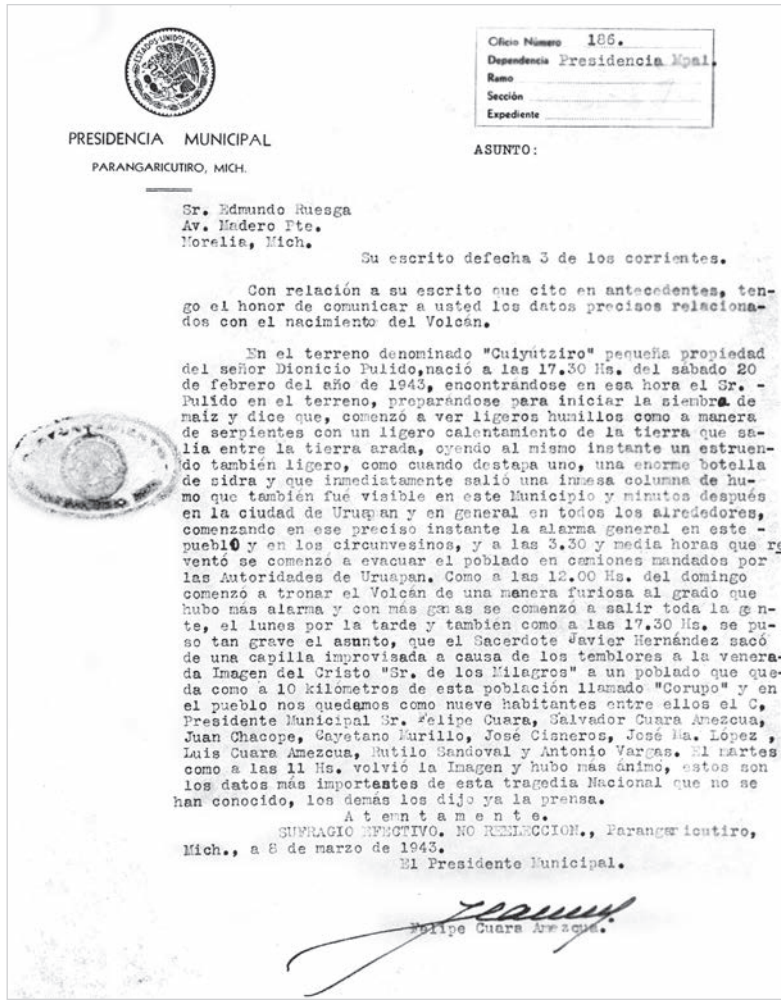 ESTADOS UNIDOS MEXICANOS
Oficio Número 186.
Dependencia Presidencia Mpal.
Ramo
Sección
Expediente
PRESIDENCIA MUNICIPAL
PARANGARICUTIRO, MICH.
ASUNTO:
Sr. Edmundo Ruesga
Av. Madero Pte.
Morelia, Mich.
Su escrito defecha 3 de los corrientes.
Con relación a su escrito que cito en antecedentes, ten-
go el honor de comunicar a usted los datos precisos relaciona-
dos con el nacimiento del Volcán.
En el terreno denominado "Cuiyútziro" pequeña propiedad
del señor Dionicio Pulido,nació a las 17.30 Hs. del sábado 20
de febrero del año de 1943, encontrándose en esa hora el Sr. -
Pulido en el terreno, preparándose para iniciar la siembra de
maíz y dice que, comenzó a ver ligeros humillos como a manera
de serpientes con un ligero calentamiento de la tierra que sa-
lía entre la tierra arada, oyendo al mismo instante un estruen-
do también ligero, como cuando destapa uno, una enorme botella
de sidra y que inmediatamente salió una inmesa columna de hu-
mo que también fué visible en este Municipio y minutos después
en la ciudad de Uruapan y en general en todos los alrededores,
comenzando en ese preciso instante la alarma general en este -
pueblo y en los circunvesinos, y a las 3.30 y media horas que re
ventó se comenzó a evacuar el poblado en camiones mandados por
las Autoridades de Uruapan. Como a las 12.00 Hs. del domingo
comenzó a tronar el Volcán de una manera furiosa al grado que
hubo más alarma y con más ganas se comenzó a salir toda la gen-
te, el lunes por la tarde y también como a las 17.30 Hs. se pu-
so tan grave el asunto, que el Sacerdote Javier Hernández sacó
de una capilla improvisada a causa de los temblores a la venera-
da Imagen del Cristo "Sr. de los Milagros" a un poblado que que-
da como a 10 kilómetros de esta población llamado "Corupo" y en
el pueblo nos quedamos como nueve habitantes entre ellos el C,
Presidente Municipal Sr. Felipe Cuara, Salvador Cuara Amezcua,
Juan Chacope, Cayetano Murillo, José Cisneros, José Ma. López ,
Luis Cuara Amezcua, Rutilo Sandoval y Antonio Vargas. El martes
como a las 11 Hs. volvió la Imagen y hubo más ánimo, estos son
los datos más importantes de esta tragedia Nacional que no se
han conocido, los demás los dijo ya la prensa.
A temntamente.
SUFRAGIO EFECTIVO. NO REELECCION., Parangaricutiro,
Mich., a 8 de marzo de 1943.
El Presidente Municipal.
Felipe Cuara Amezcua.